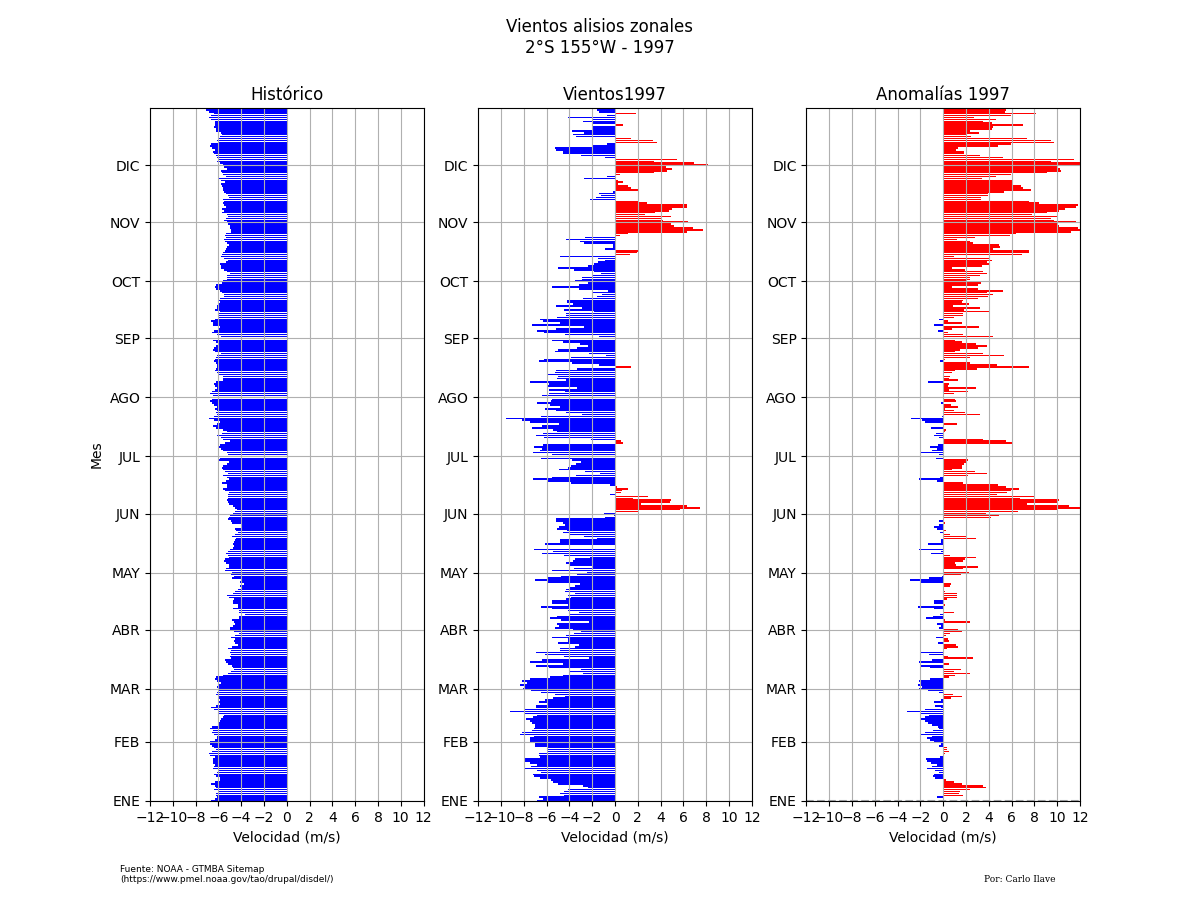 Vientos alisios zonales
2°S 155°W - 1997
Histórico
Vientos1997
Anomalías 1997
Mes
DIC
NOV
OCT
SEP
AGO
JUL
JUN
MAY
ABR
MAR
FEB
ENE
DIC
NOV
OCT
SEP
AGO
JUL
JUN
MAY
ABR
MAR
FEB
ENE
DIC
NOV
OCT
SEP
AGO
JUL
JUN
MAY
ABR
MAR
FEB
ENE
−12 −10 −8 −6 −4 −2 0 2 4 6 8 10 12
−12 −10 −8 −6 −4 −2 0 2 4 6 8 10 12
−12 −10 −8 −6 −4 −2 0 2 4 6 8 10 12
Velocidad (m/s)
Velocidad (m/s)
Velocidad (m/s)
Fuente: NOAA - GTMBA Sitemap
(https://www.pmel.noaa.gov/tao/drupal/disdel/)
Por: Carlo Ilave